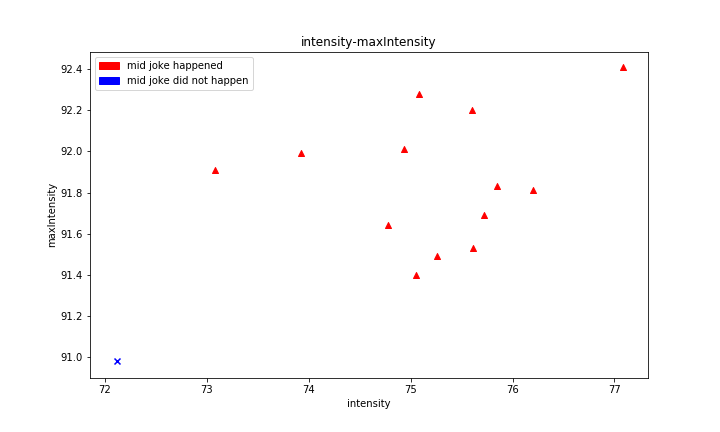 intensity-maxIntensity
mid joke happened
mid joke did not happen
92.4
92.2
92.0
91.8
91.6
91.4
91.2
91.0
maxIntensity
72 73 74 75 76 77
intensity